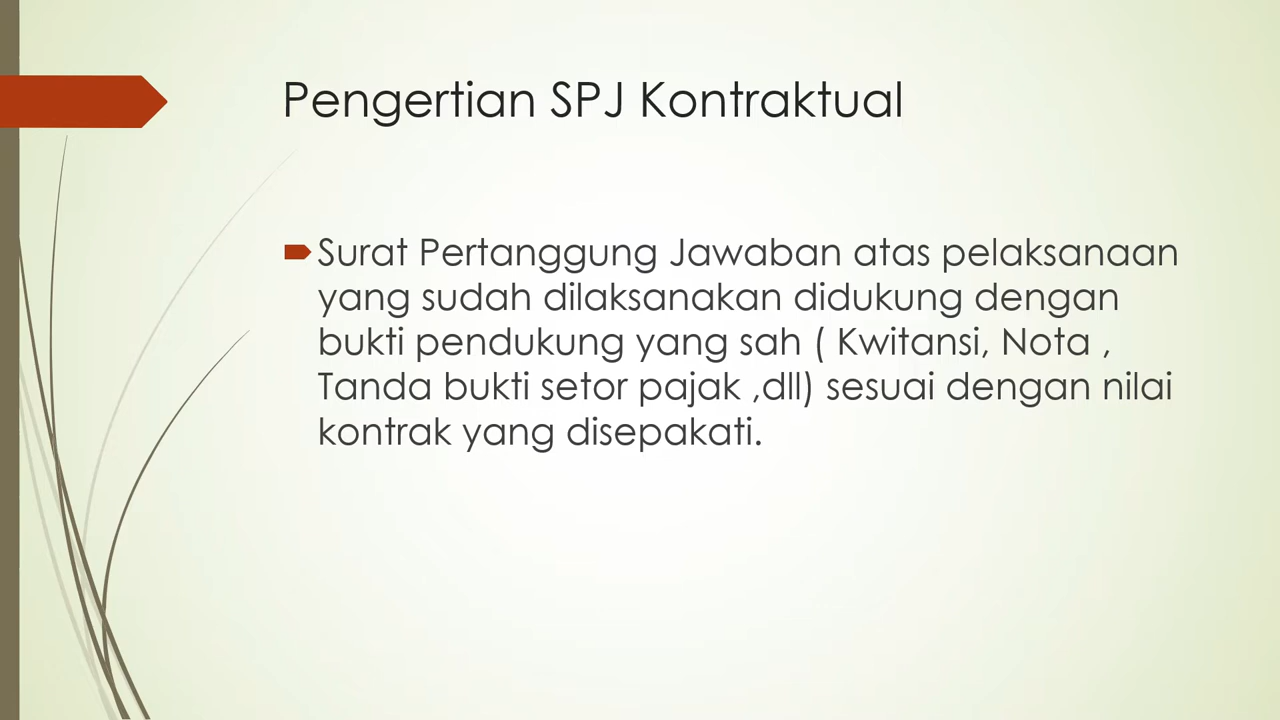 Pengertian SPJ Kontraktual
Surat Pertanggung Jawaban atas pelaksanaan
yang sudah dilaksanakan didukung dengan
bukti pendukung yang sah ( Kwitansi, Nota ,
Tanda bukti setor pajak ,dll) sesuai dengan nilai
kontrak yang disepakati.